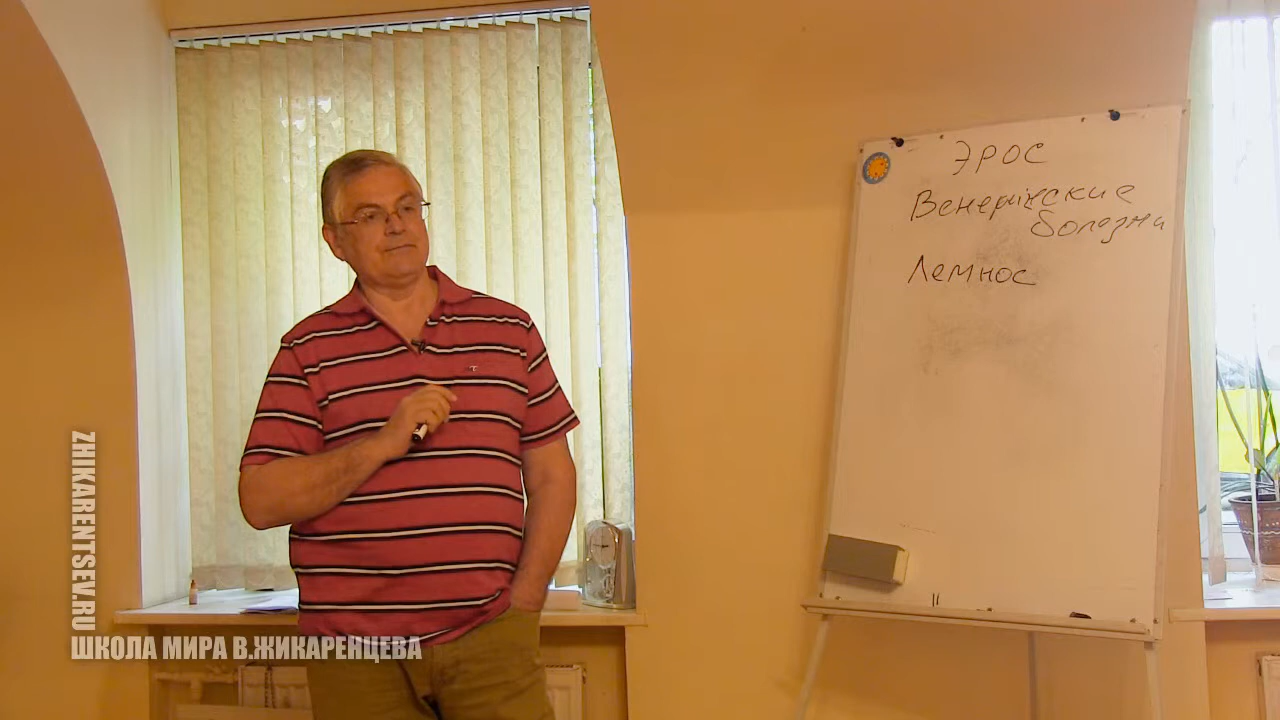 ЭРОС
Венерические
болезни
Лемнос
ZHIKARENTSEV.RU
ШКОЛА МИРА В.ЖИКАРЕНЦЕВА